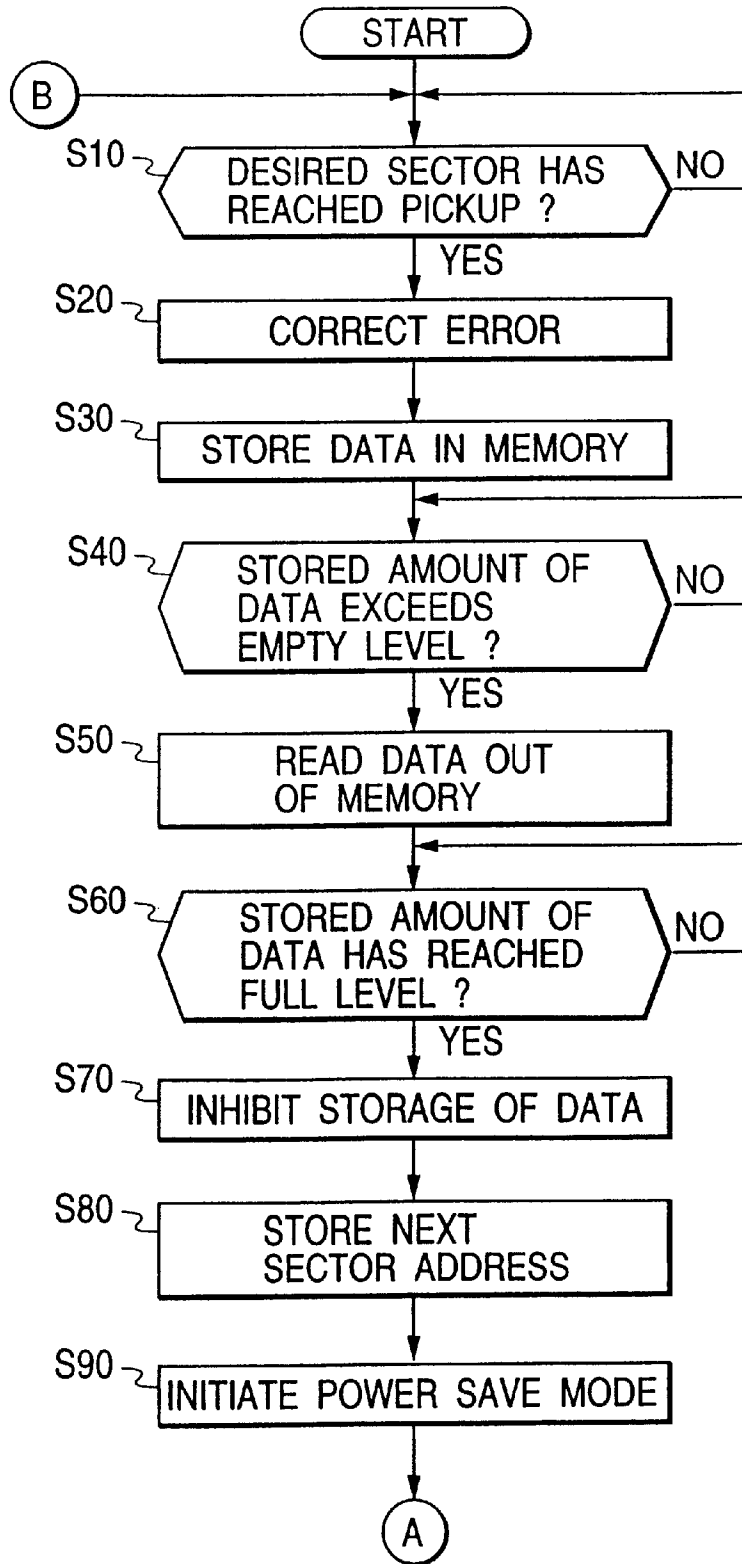 START
B
S10
DESIRED SECTOR HAS
REACHED PICKUP ?
NO
YES
S20
CORRECT ERROR
S30
STORE DATA IN MEMORY
S40
STORED AMOUNT OF
DATA EXCEEDS
EMPTY LEVEL ?
NO
YES
S50
READ DATA OUT
OF MEMORY
S60
STORED AMOUNT OF
DATA HAS REACHED
FULL LEVEL ?
NO
YES
S70
INHIBIT STORAGE OF DATA
S80
STORE NEXT
SECTOR ADDRESS
S90
INITIATE POWER SAVE MODE
A